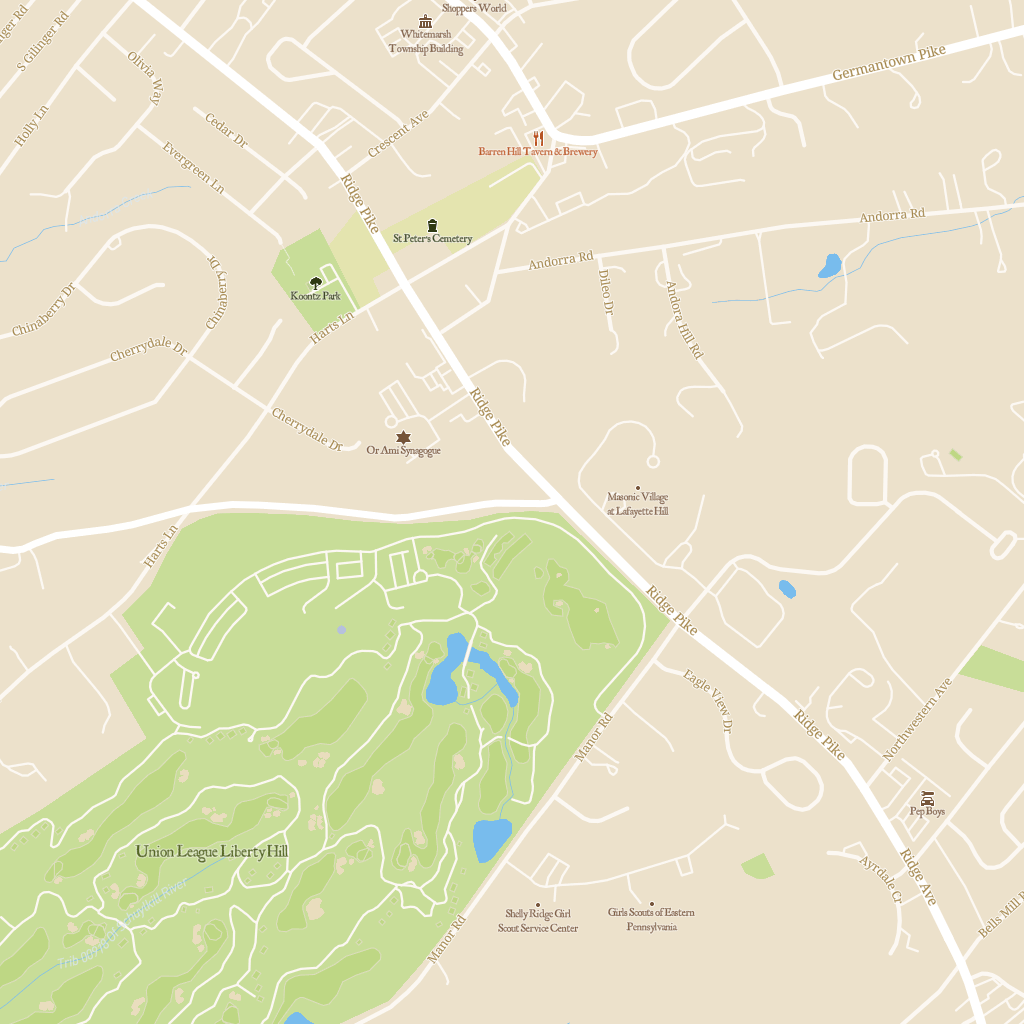 Shoppers World
Whitemarsh
Township Building
S Gilinger Rd
Olivia Way
Holly Ln
Cedar Dr
Crescent Ave
Germantown Pike
Barren Hill Tavern & Brewery
Evergreen Ln
Ridge Pike
St Peter's Cemetery
Andorra Rd
Andorra Rd
Koontz Park
Chinaberry Dr
Chinaberry Dr
Dileo Dr
Andora Hill Rd
Harts Ln
Cherrydale Dr
Cherrydale Dr
Ridge Pike
Or Ami Synagogue
Masonic Village
at Lafayette Hill
Harts Ln
Ridge Pike
Eagle View Dr
Manor Rd
Ridge Pike
Northwestern Ave
Pep Boys
Union League Liberty Hill
Ridge Ave
Ayrdale Cr
Shelly Ridge Girl
Scout Service Center
Girls Scouts of Eastern
Pennsylvania
Manor Rd
Bells Mill